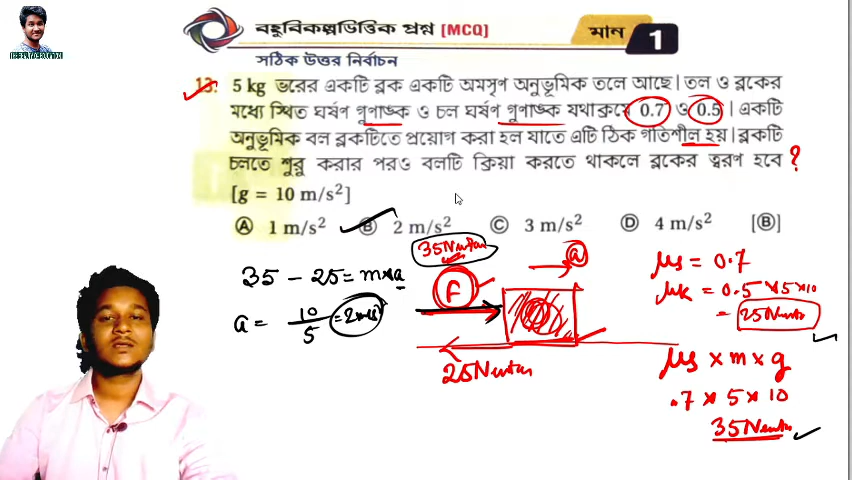 বহুবিকল্পভিত্তিক প্রশ্ন [MCQ]
মান 1
সঠিক উত্তর নির্বাচন
13. 5 kg ভরের একটি ব্লক একটি অমসৃণ অনুভূমিক তলে আছে। তল ও ব্লকের
মধ্যে স্থিত ঘর্ষণ গুণাঙ্ক ও চল ঘর্ষণ গুণাঙ্ক যথাক্রমে 0.7 ও 0.5। একটি
অনুভূমিক বল ব্লকটিতে প্রয়োগ করা হল যাতে এটি ঠিক গতিশীল হয়। ব্লকটি
চলতে শুরু করার পরও বলটি ক্রিয়া করতে থাকলে ব্লকের ত্বরণ হবে ?
[g = 10 m/s²]
Ⓐ 1 m/s² Ⓑ 2 m/s² Ⓒ 3 m/s² Ⓓ 4 m/s² [Ⓑ]
35 Newton
a
35 - 25 = m×a
F
a = 10/5 = 2m/s²
25 Newton
μs = 0.7
μk = 0.5 × 5 × 10
= 25 Newton
μs × m × g
.7 × 5 × 10
35 Newton